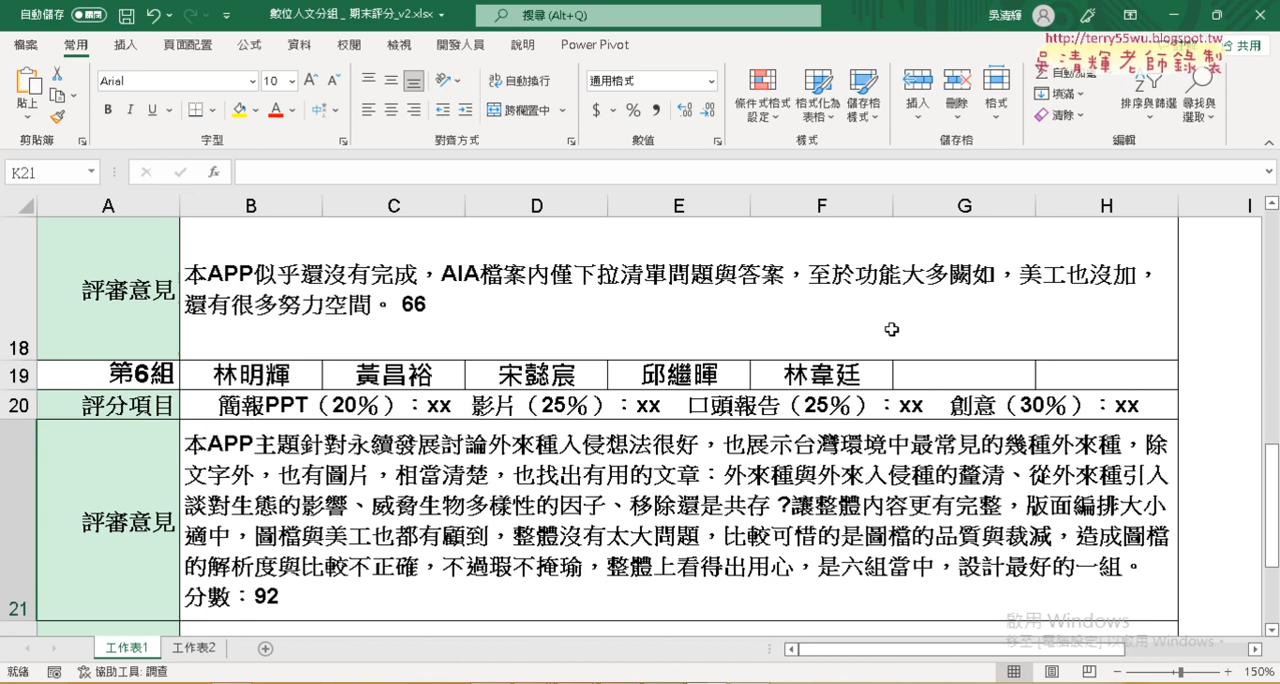 自動儲存 關閉 數位人文分組 _ 期末評分_v2.xlsx 搜尋 (Alt+Q) 吳清輝
http://terry55wu.blogspot.tw
吳清輝老師錄製
檔案 常用 插入 頁面配置 公式 資料 校閱 檢視 開發人員 說明 Power Pivot 共用
貼上 Arial 10 自動換行 跨欄置中 通用格式 條件式格式設定 格式化為表格 儲存格樣式 插入 刪除 格式 填滿 清除 排序與篩選 尋找與選取
剪貼簿 字型 對齊方式 數值 樣式 儲存格 編輯
K21
A B C D E F G H I
18 評審意見 本APP似乎還沒有完成，AIA檔案內僅下拉清單問題與答案，至於功能大多闕如，美工也沒加，
還有很多努力空間。 66
19 第6組 林明輝 黃昌裕 宋懿宸 邱繼暉 林韋廷
20 評分項目 簡報PPT（20%）：xx 影片（25%）：xx 口頭報告（25%）：xx 創意（30%）：xx
21 評審意見 本APP主題針對永續發展討論外來種入侵想法很好，也展示台灣環境中最常見的幾種外來種，除
文字外，也有圖片，相當清楚，也找出有用的文章：外來種與外來入侵種的釐清、從外來種引入
談對生態的影響、威脅生物多樣性的因子、移除還是共存?讓整體內容更有完整，版面編排大小
適中，圖檔與美工也都有顧到，整體沒有太大問題，比較可惜的是圖檔的品質與裁減，造成圖檔
的解析度與比較不正確，不過瑕不掩瑜，整體上看得出用心，是六組當中，設計最好的一組。
分數：92
啟用 Windows
移至 [電腦設定] 以啟用 Windows。
工作表1 工作表2
就緒 協助工具: 調查 150%